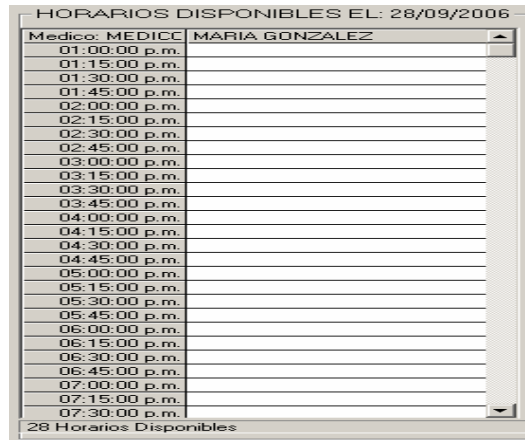 HORARIOS DISPONIBLES EL: 28/09/2006
Medico: MEDICC MARIA GONZALEZ
01:00:00 p.m.
01:15:00 p.m.
01:30:00 p.m.
01:45:00 p.m.
02:00:00 p.m.
02:15:00 p.m.
02:30:00 p.m.
02:45:00 p.m.
03:00:00 p.m.
03:15:00 p.m.
03:30:00 p.m.
03:45:00 p.m.
04:00:00 p.m.
04:15:00 p.m.
04:30:00 p.m.
04:45:00 p.m.
05:00:00 p.m.
05:15:00 p.m.
05:30:00 p.m.
05:45:00 p.m.
06:00:00 p.m.
06:15:00 p.m.
06:30:00 p.m.
06:45:00 p.m.
07:00:00 p.m.
07:15:00 p.m.
07:30:00 p.m.
28 Horarios Disponibles